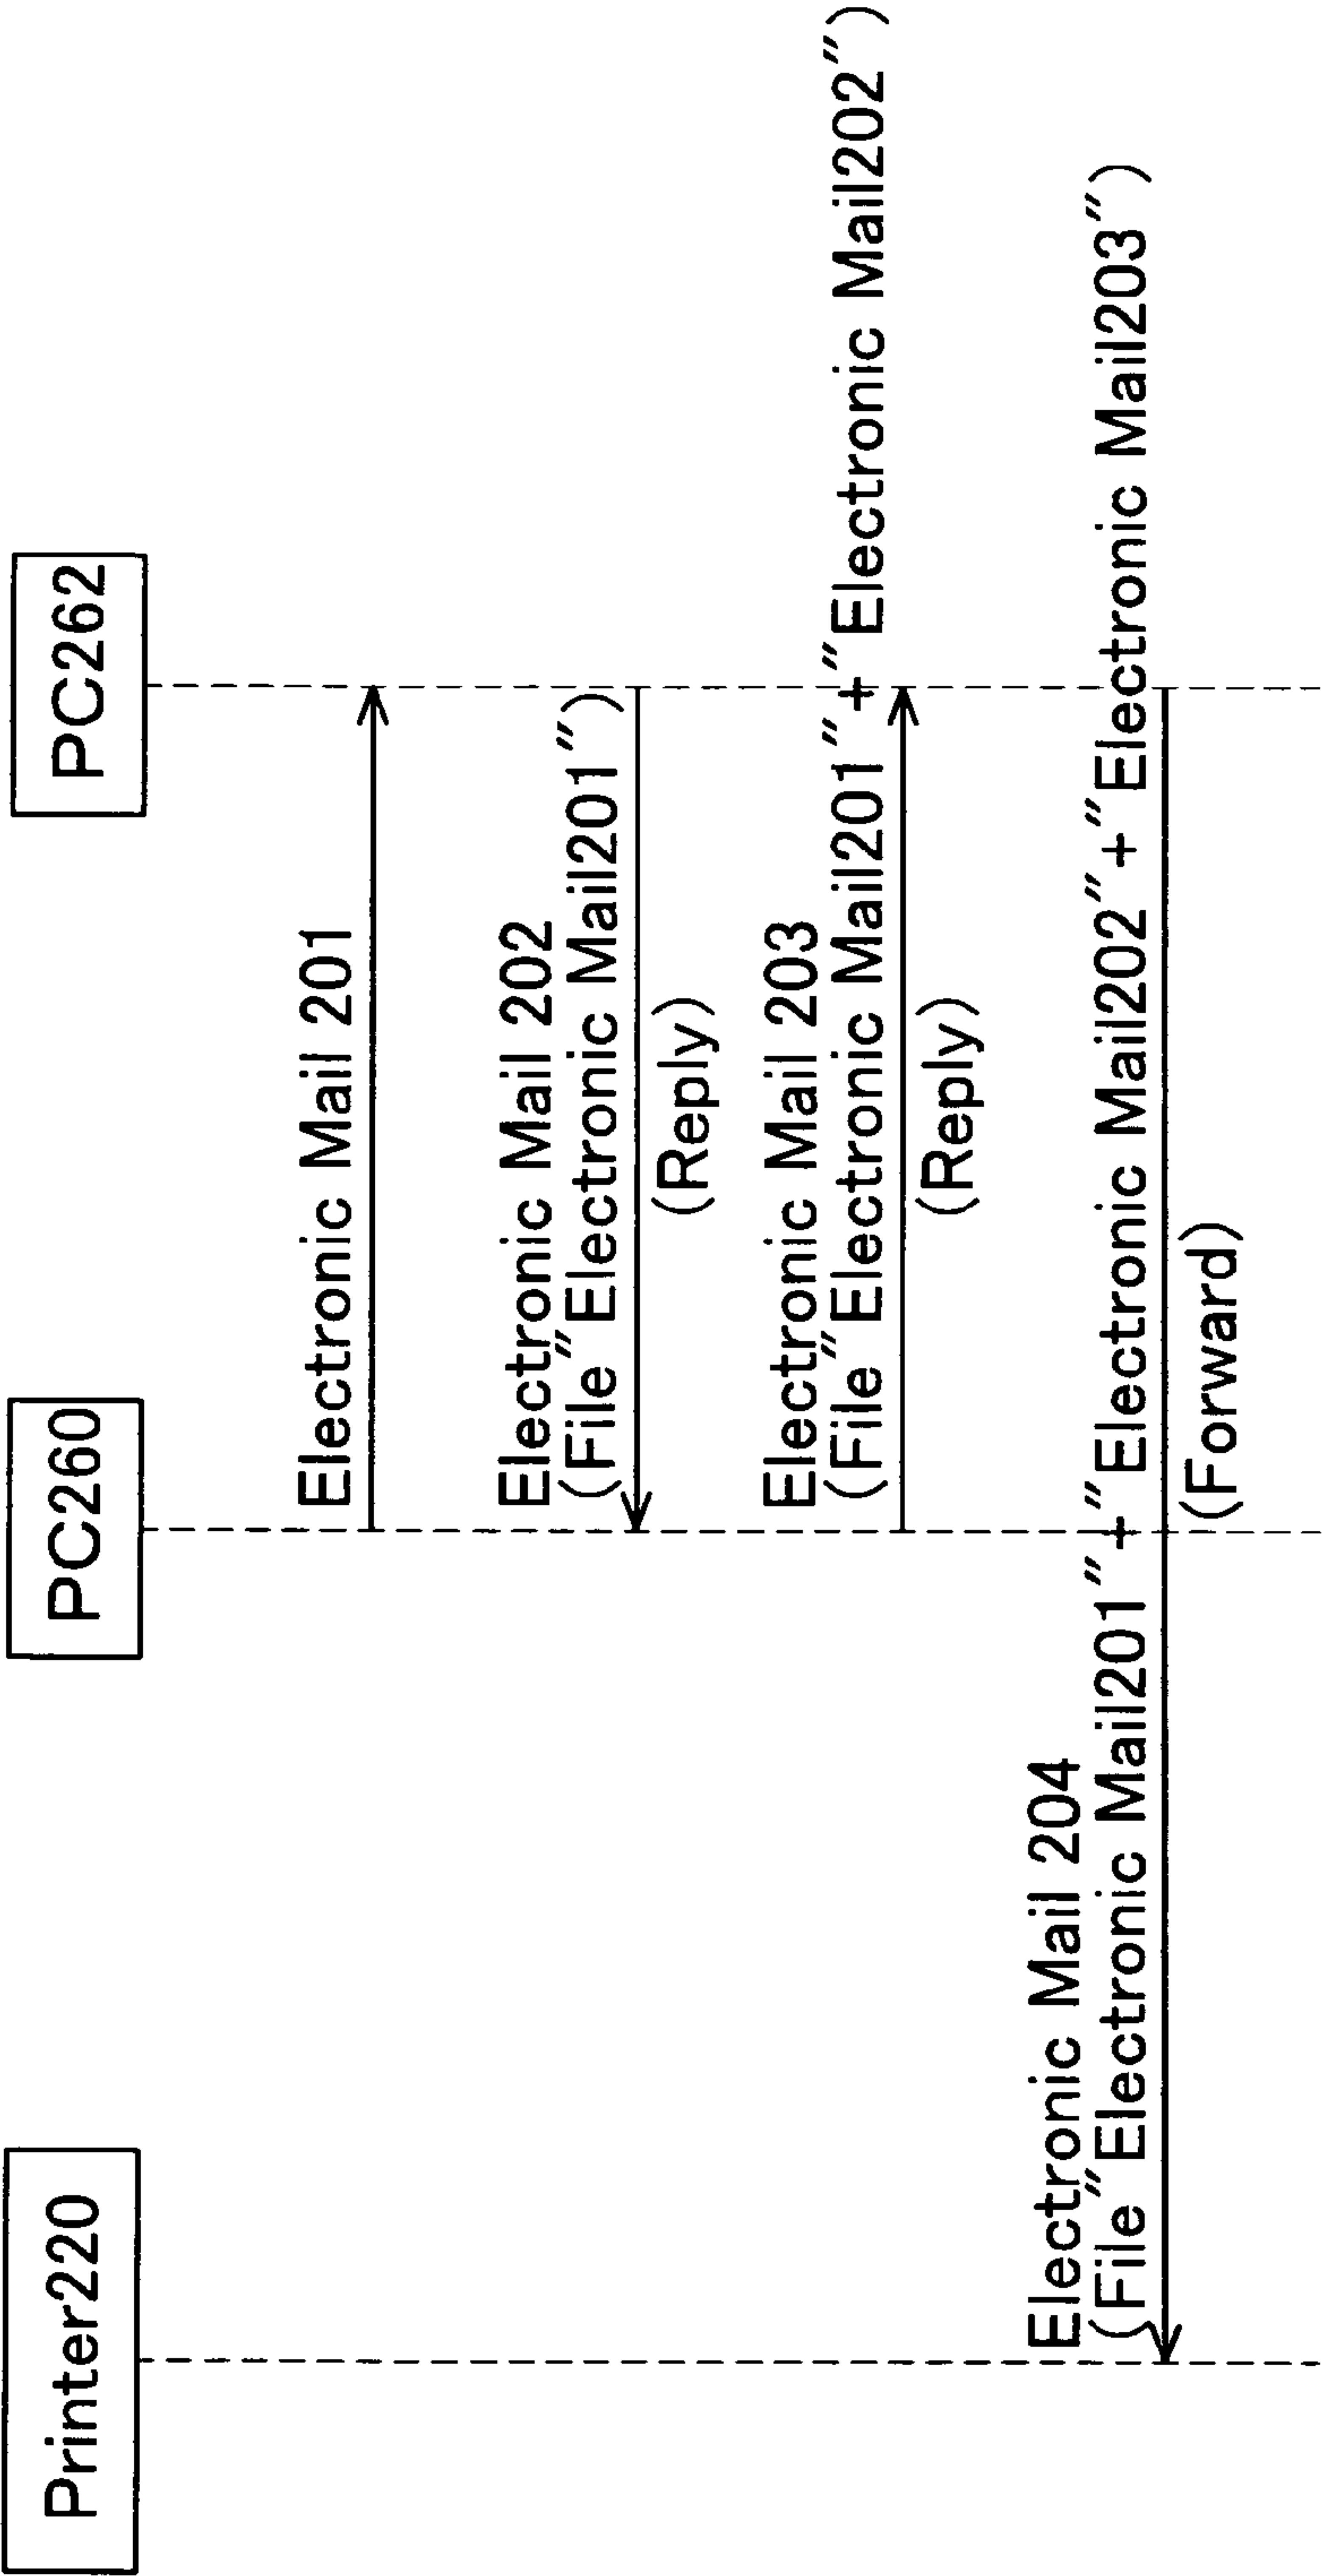 Printer220
PC260
PC262
Electronic Mail 201
Electronic Mail 202
(File"Electronic Mail201")
(Reply)
Electronic Mail 203
(File"Electronic Mail201"+"Electronic Mail202")
(Reply)
Electronic Mail 204
(File"Electronic Mail201"+"Electronic Mail202"+"Electronic Mail203")
(Forward)